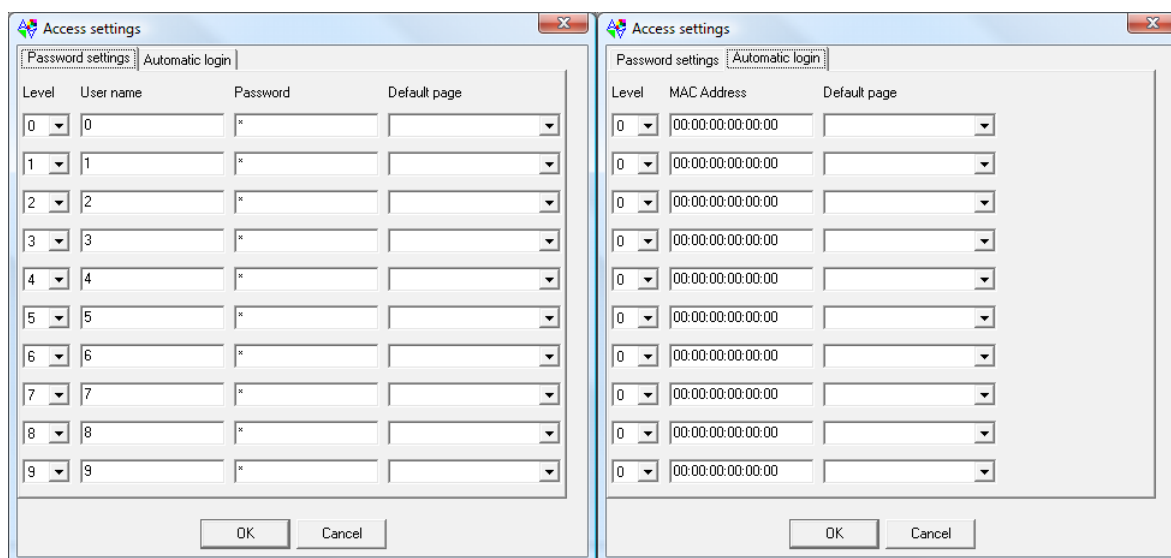 Access settings
Password settings Automatic login
Level User name Password Default page
0 0 *
1 1 *
2 2 *
3 3 *
4 4 *
5 5 *
6 6 *
7 7 *
8 8 *
9 9 *
OK Cancel
Access settings
Password settings Automatic login
Level MAC Address Default page
0 00:00:00:00:00:00
0 00:00:00:00:00:00
0 00:00:00:00:00:00
0 00:00:00:00:00:00
0 00:00:00:00:00:00
0 00:00:00:00:00:00
0 00:00:00:00:00:00
0 00:00:00:00:00:00
0 00:00:00:00:00:00
0 00:00:00:00:00:00
OK Cancel